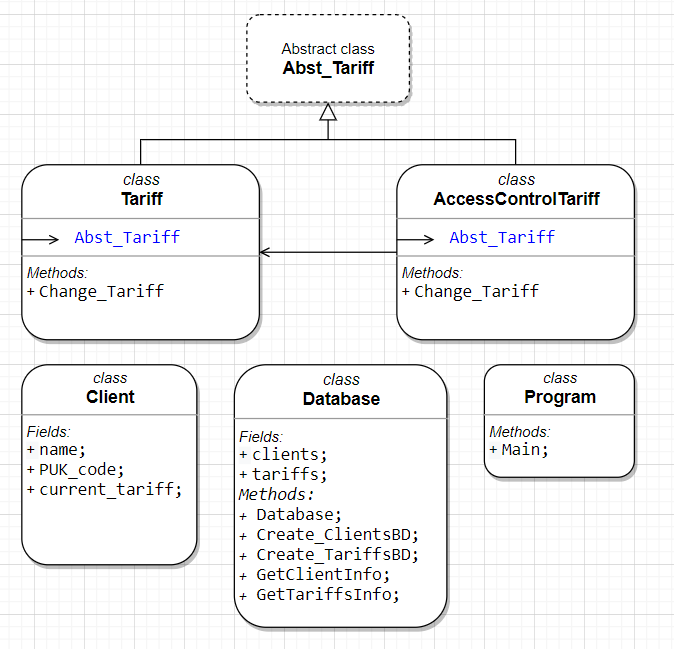 Abstract class
Abst_Tariff
class
Tariff
Abst_Tariff
Methods:
+ Change_Tariff
class
AccessControlTariff
Abst_Tariff
Methods:
+ Change_Tariff
class
Client
Fields:
+ name;
+ PUK_code;
+ current_tariff;
class
Database
Fields:
+ clients;
+ tariffs;
Methods:
+ Database;
+ Create_ClientsBD;
+ Create_TariffsBD;
+ GetClientInfo;
+ GetTariffsInfo;
class
Program
Methods:
+ Main;